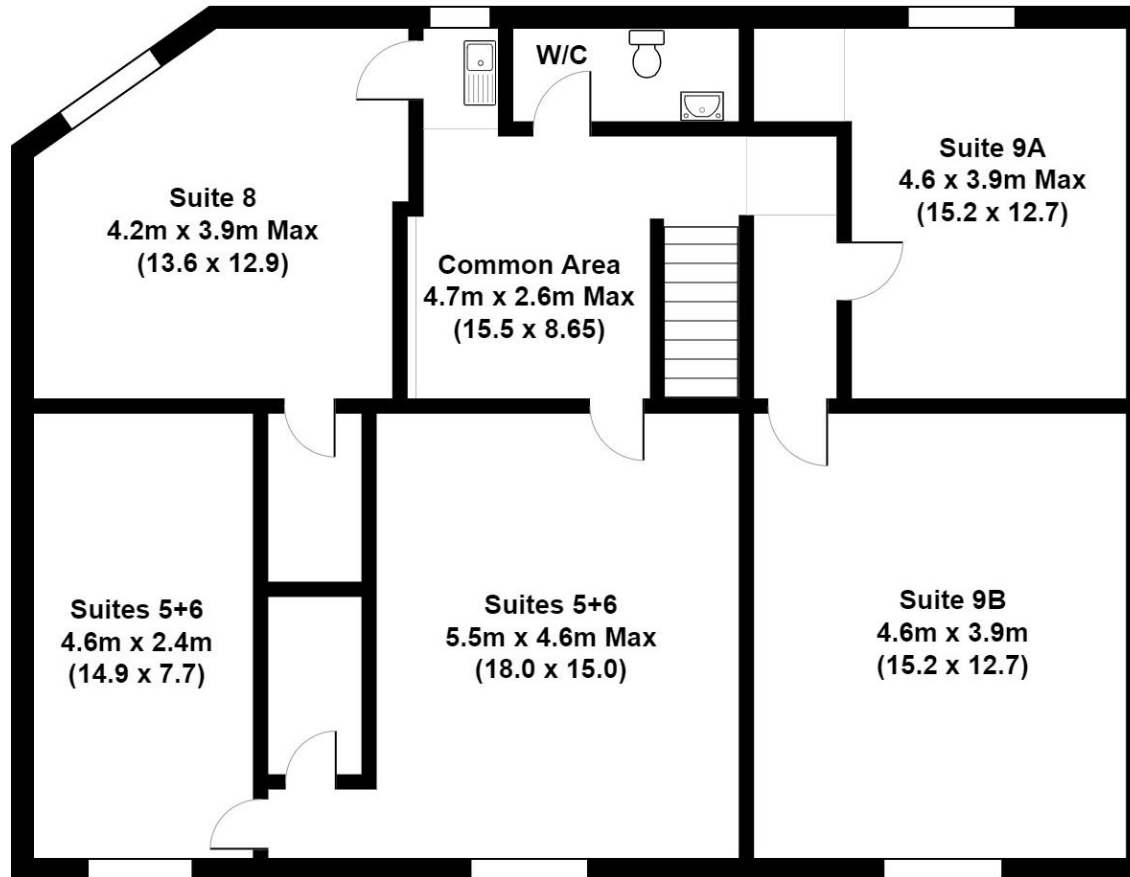 W/C
Suite 9A
4.6 x 3.9m Max
(15.2 x 12.7)
Suite 8
4.2m x 3.9m Max
(13.6 x 12.9)
Common Area
4.7m x 2.6m Max
(15.5 x 8.65)
Suites 5+6
4.6m x 2.4m
(14.9 x 7.7)
Suites 5+6
5.5m x 4.6m Max
(18.0 x 15.0)
Suite 9B
4.6m x 3.9m
(15.2 x 12.7)